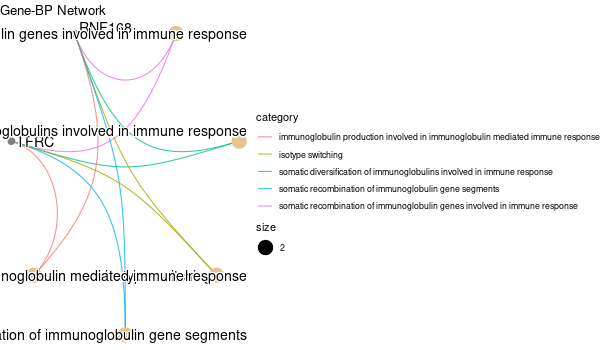 Gene-BP Network
RNF168
lin genes involved in immune response
oglobulins involved in immune response
TFRC
noglobulin mediated immune response
ation of immunoglobulin gene segments
category
immunoglobulin production involved in immunoglobulin mediated immune response
isotype switching
somatic diversification of immunoglobulins involved in immune response
somatic recombination of immunoglobulin gene segments
somatic recombination of immunoglobulin genes involved in immune response
size
2